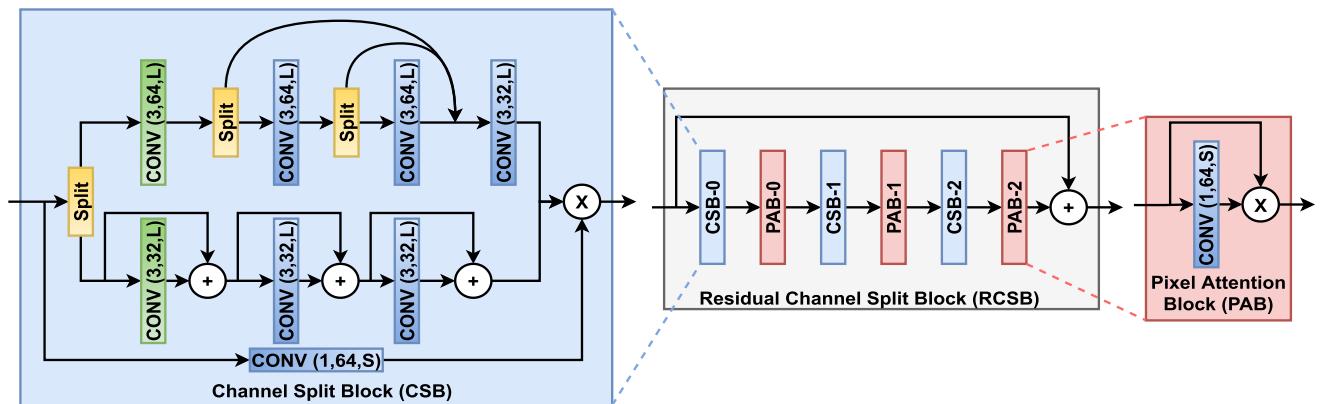 Split
CONV (3,64,L)
Split
CONV (3,64,L)
Split
CONV (3,64,L)
CONV (3,32,L)
CONV (3,32,L)
+
CONV (3,32,L)
+
CONV (3,32,L)
+
X
CONV (1,64,S)
Channel Split Block (CSB)
CSB-0
PAB-0
CSB-1
PAB-1
CSB-2
PAB-2
+
Residual Channel Split Block (RCSB)
CONV (1,64,S)
X
Pixel Attention
Block (PAB)